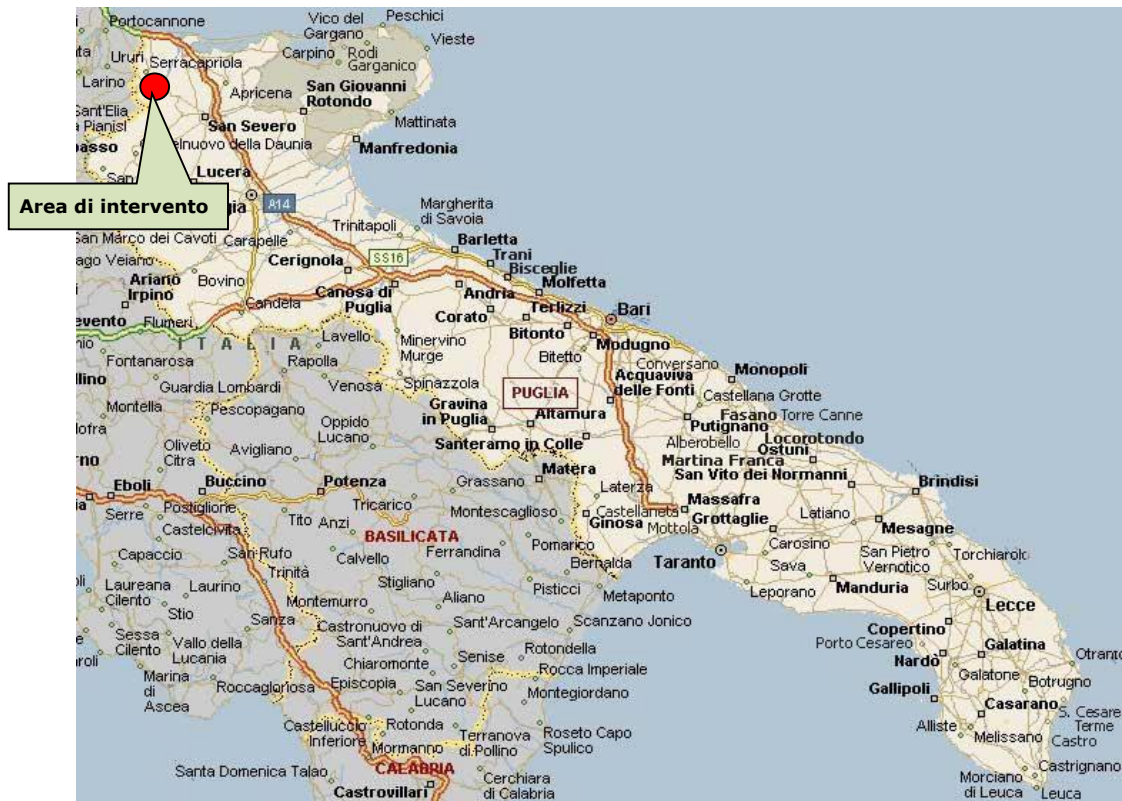 Portocannone
Peschici
Vico del
Gargano
Vieste
Ururi
Serracapriola
Carpino
Rodi
Garganico
Larino
Apricena
San Giovanni
Rotondo
Sant'Elia
a Pianisi
San Severo
Mattinata
elnuovo della Daunia
Manfredonia
Lucera
Area di intervento
A14
Margherita
di Savoia
Trinitapoli
San Marco dei Cavoti
Carapelle
Barletta
Trani
SS16
Bisceglie
Cerignola
Molfetta
Ariano
Irpino
Bovino
Canosa di
Puglia
Andria
Candela
Terlizzi
Bari
Corato
Flumeri
Bitonto
ITALIA
Lavello
Minervino
Murge
Modugno
Bitetto
Fontanarosa
Rapolla
Conversano
Monopoli
Guardia Lombardi
Venosa
Spinazzola
Acquaviva
delle Fonti
PUGLIA
Castellana Grotte
Montella
Pescopagano
Gravina
in Puglia
Altamura
Fasano
Torre Canne
Putignano
Oppido
Lucano
Santeramo in Colle
Alberobello
Locorotondo
Ostuni
Oliveto
Citra
Avigliano
Martina Franca
Matera
San Vito dei Normanni
Eboli
Buccino
Potenza
Grassano
Laterza
Brindisi
Massafra
Serre
Postiglione
Tricarico
Montescaglioso
Castellaneta
Ginosa
Mottola
Grottaglie
Latiano
Mesagne
Castelcivita
Tito
Anzi
BASILICATA
Pomarico
Carosino
Torchiarolo
Capaccio
San Rufo
Calvello
Ferrandina
Bernalda
Taranto
San Pietro
Vernotico
Trinità
Sava
Laureana
Cilento
Laurino
Stigliano
Pisticci
Metaponto
Leporano
Manduria
Surbo
Lecce
Stio
Montemurro
Aliano
Copertino
Sanza
Castronuovo di
Sant'Andrea
Sant'Arcangelo
Scanzano Jonico
Porto Cesareo
Galatina
Sessa
Cilento
Vallo della
Lucania
Nardò
Otranto
Chiaromonte
Senise
Rotondella
Rocca Imperiale
Galatone
Botrugno
Marina
di
Ascea
Roccagloriosa
Episcopia
San Severino
Lucano
Montegiordano
Gallipoli
Casarano
S. Cesarea
Terme
Castelluccio
Inferiore
Rotonda
Terranova
di Pollino
Roseto Capo
Spulico
Alliste
Melissano
Castro
Mormanno
Santa Domenica Talao
CALABRIA
Cerchiara
di Calabria
Castrovillari
Castrignano
Morciano
di Leuca
Leuca